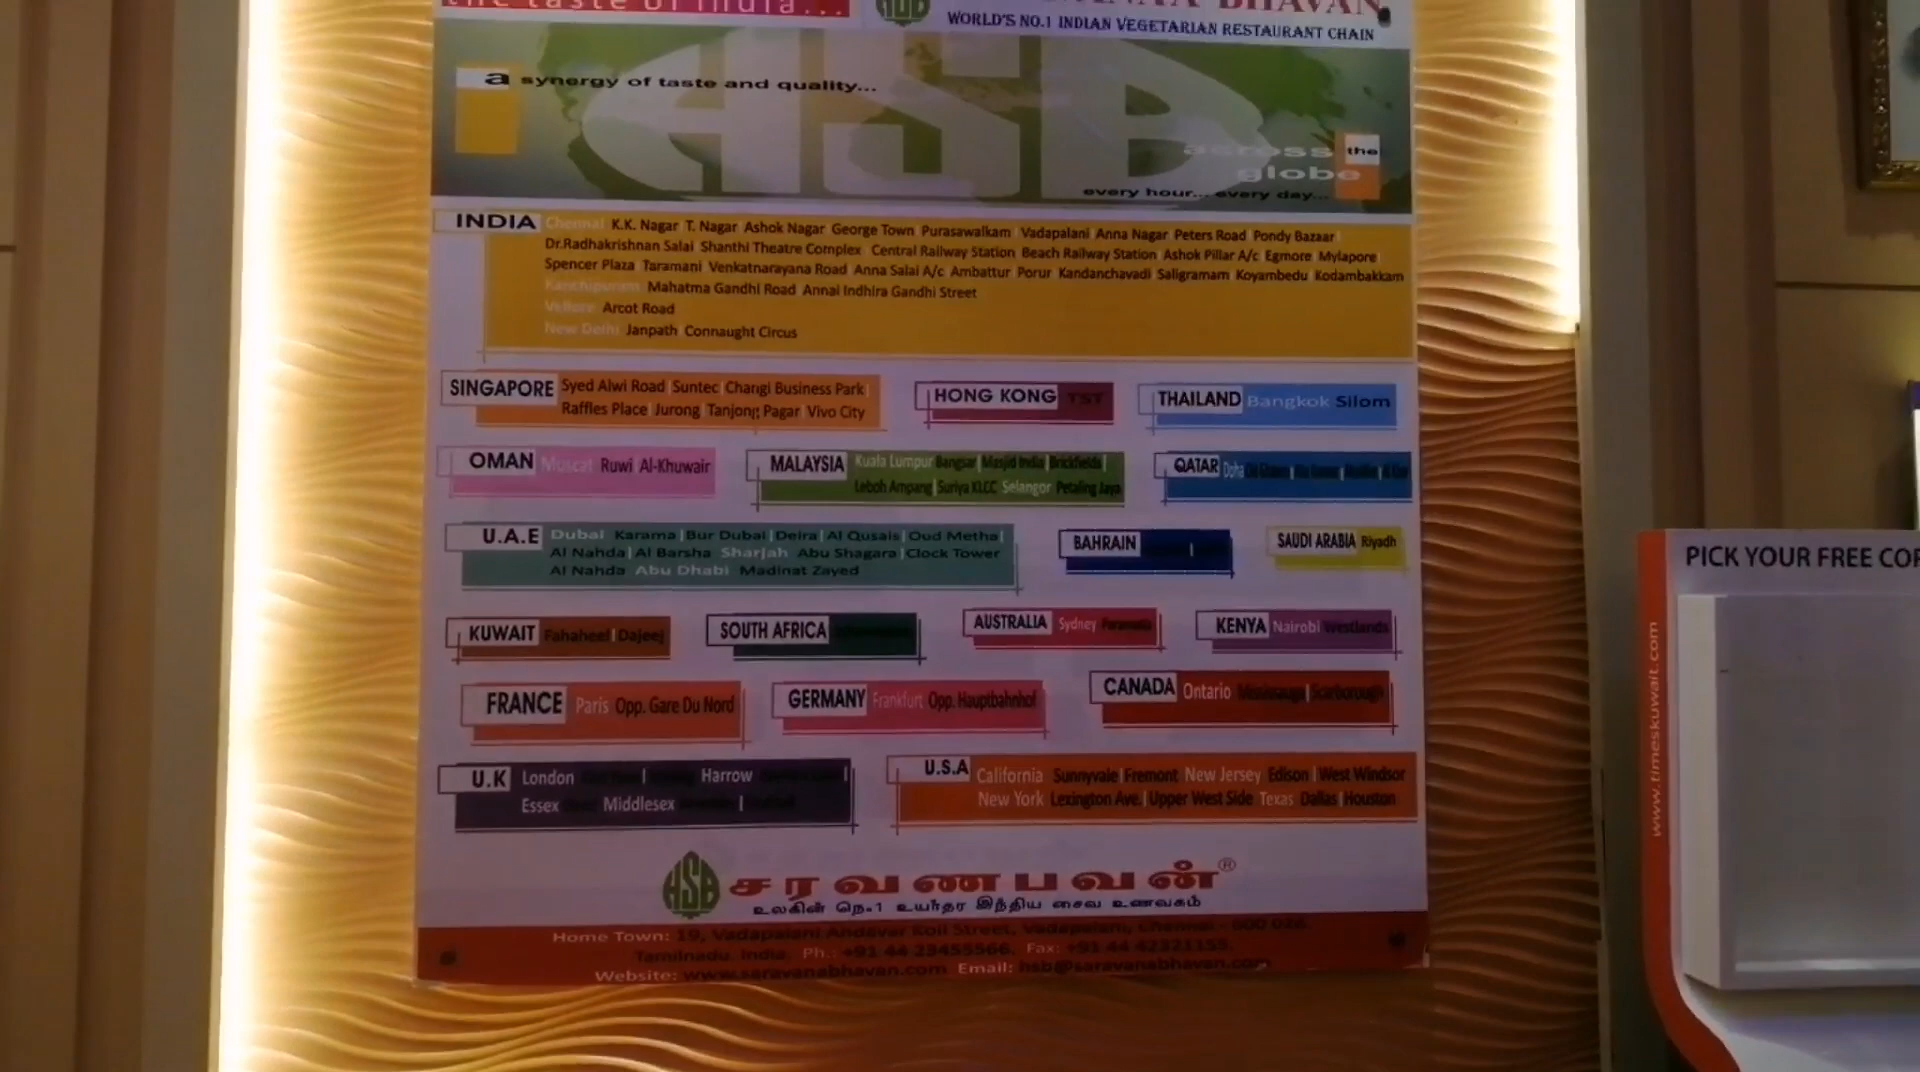 the taste of India...
BHAVAN
WORLD'S NO.1 INDIAN VEGETARIAN RESTAURANT CHAIN
a synergy of taste and quality...
HSB
across the
globe
every hour... every day...
INDIA Chennai K.K. Nagar T. Nagar Ashok Nagar George Town Purasawalkam Vadapalani Anna Nagar Peters Road Pondy Bazaar
Dr.Radhakrishnan Salai Shanthi Theatre Complex Central Railway Station Beach Railway Station Ashok Pillar A/c Egmore Mylapore
Spencer Plaza Taramani Venkatnarayana Road Anna Salai A/c Ambattur Porur Kandanchavadi Saligramam Koyambedu Kodambakkam
Kanchipuram Mahatma Gandhi Road Annai Indhira Gandhi Street
Vellore Arcot Road
New Delhi Janpath Connaught Circus
SINGAPORE Syed Alwi Road | Suntec | Changi Business Park |
Raffles Place | Jurong | Tanjong Pagar | Vivo City
HONG KONG TST
THAILAND Bangkok Silom
OMAN Muscat Ruwi Al-Khuwair
MALAYSIA Kuala Lumpur Bangsar | Masjid India | Brickfields |
Leboh Ampang | Suriya KLCC Selangor Petaling Jaya
QATAR Doha
U.A.E Dubai Karama | Bur Dubai | Deira | Al Qusais | Oud Metha |
Al Nahda | Al Barsha Sharjah Abu Shagara | Clock Tower
Al Nahda Abu Dhabi Madinat Zayed
BAHRAIN
SAUDI ARABIA Riyadh
KUWAIT Fahaheel | Dajeej
SOUTH AFRICA
AUSTRALIA Sydney
KENYA Nairobi Westlands
FRANCE Paris Opp. Gare Du Nord
GERMANY Frankfurt Opp. Hauptbahnhof
CANADA Ontario Mississauga | Scarborough
U.K London Harrow
Essex Middlesex
U.S.A California Sunnyvale | Fremont New Jersey Edison | West Windsor
New York Lexington Ave. | Upper West Side Texas Dallas | Houston
HSB சரவணபவன்®
உலகின் நெ.1 உயர்தர இந்திய சைவ உணவகம்
Home Town: 19, Vadapalani Andavar Koil Street, Vadapalani, Chennai - 600 026.
Tamilnadu. India. Ph.: +91 44 23455566, Fax: +91 44 42321155.
Website: www.saravanabhavan.com Email: hsb@saravanabhavan.com
PICK YOUR FREE
www.timeskuwait.com